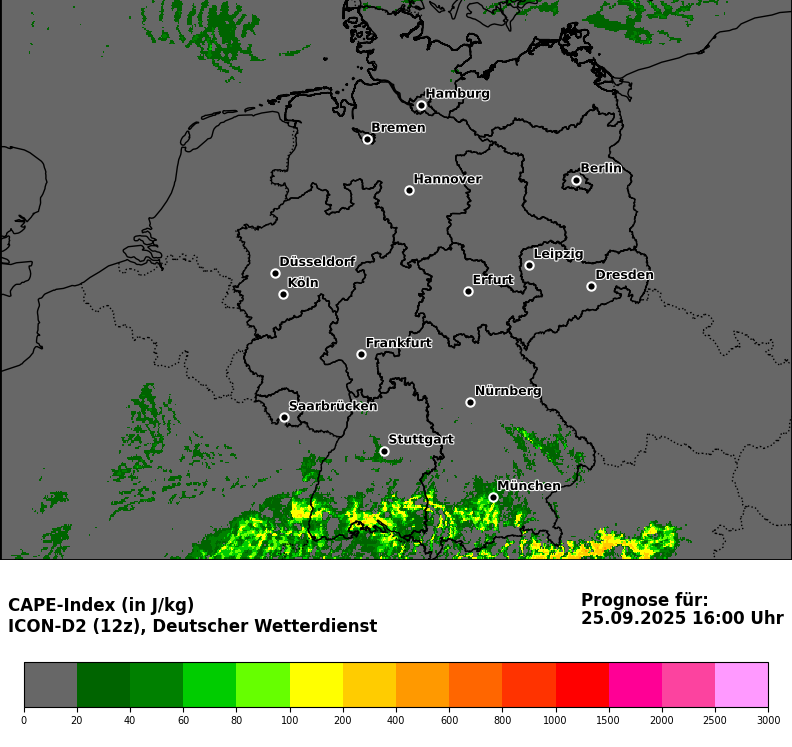 Hamburg
Bremen
Berlin
Hannover
Leipzig
Düsseldorf
Dresden
Köln
Erfurt
Frankfurt
Nürnberg
Saarbrücken
Stuttgart
München
CAPE-Index (in J/kg)
ICON-D2 (12z), Deutscher Wetterdienst
Prognose für:
25.09.2025 16:00 Uhr
0 20 40 60 80 100 200 400 600 800 1000 1500 2000 2500 3000